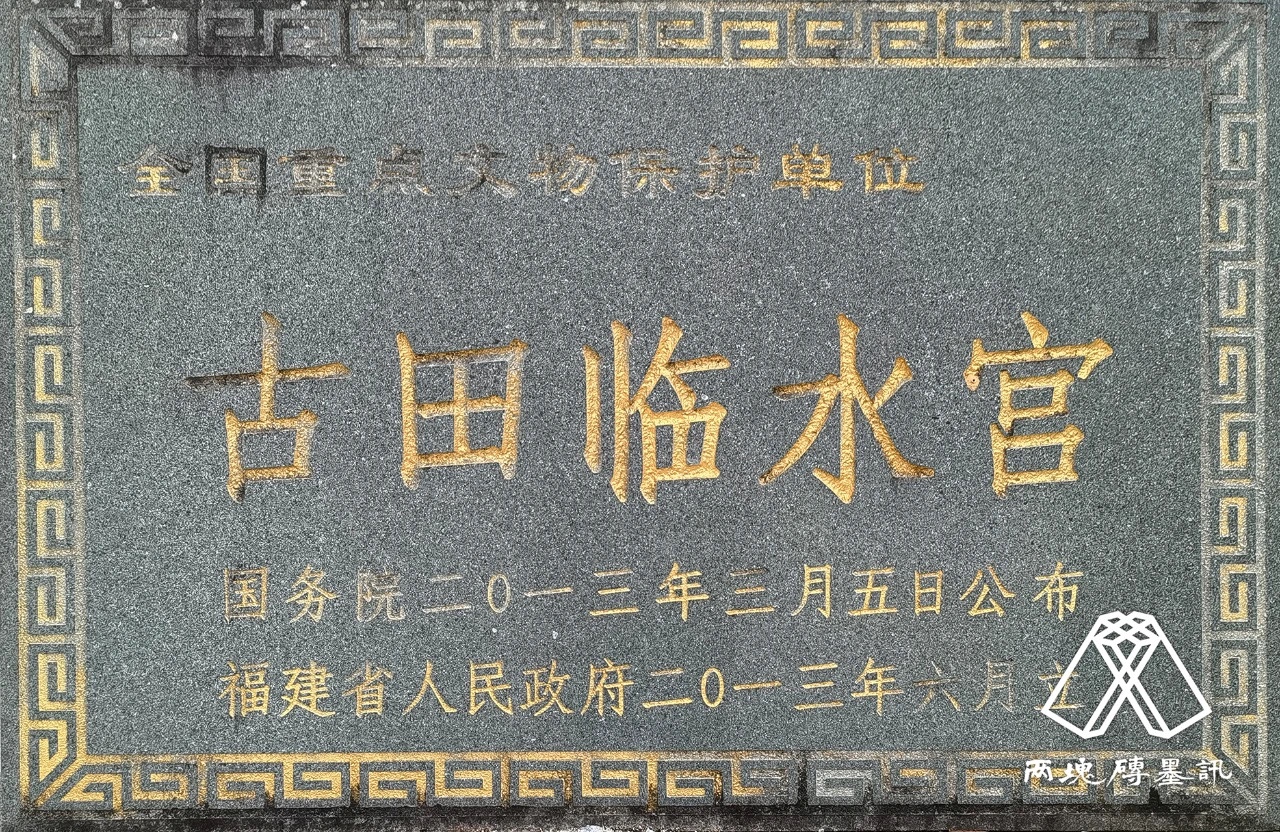 全国重点文物保护单位
古田临水宫
国务院二0一三年三月五日公布
福建省人民政府二0一三年六月立
两塊磚墨訊